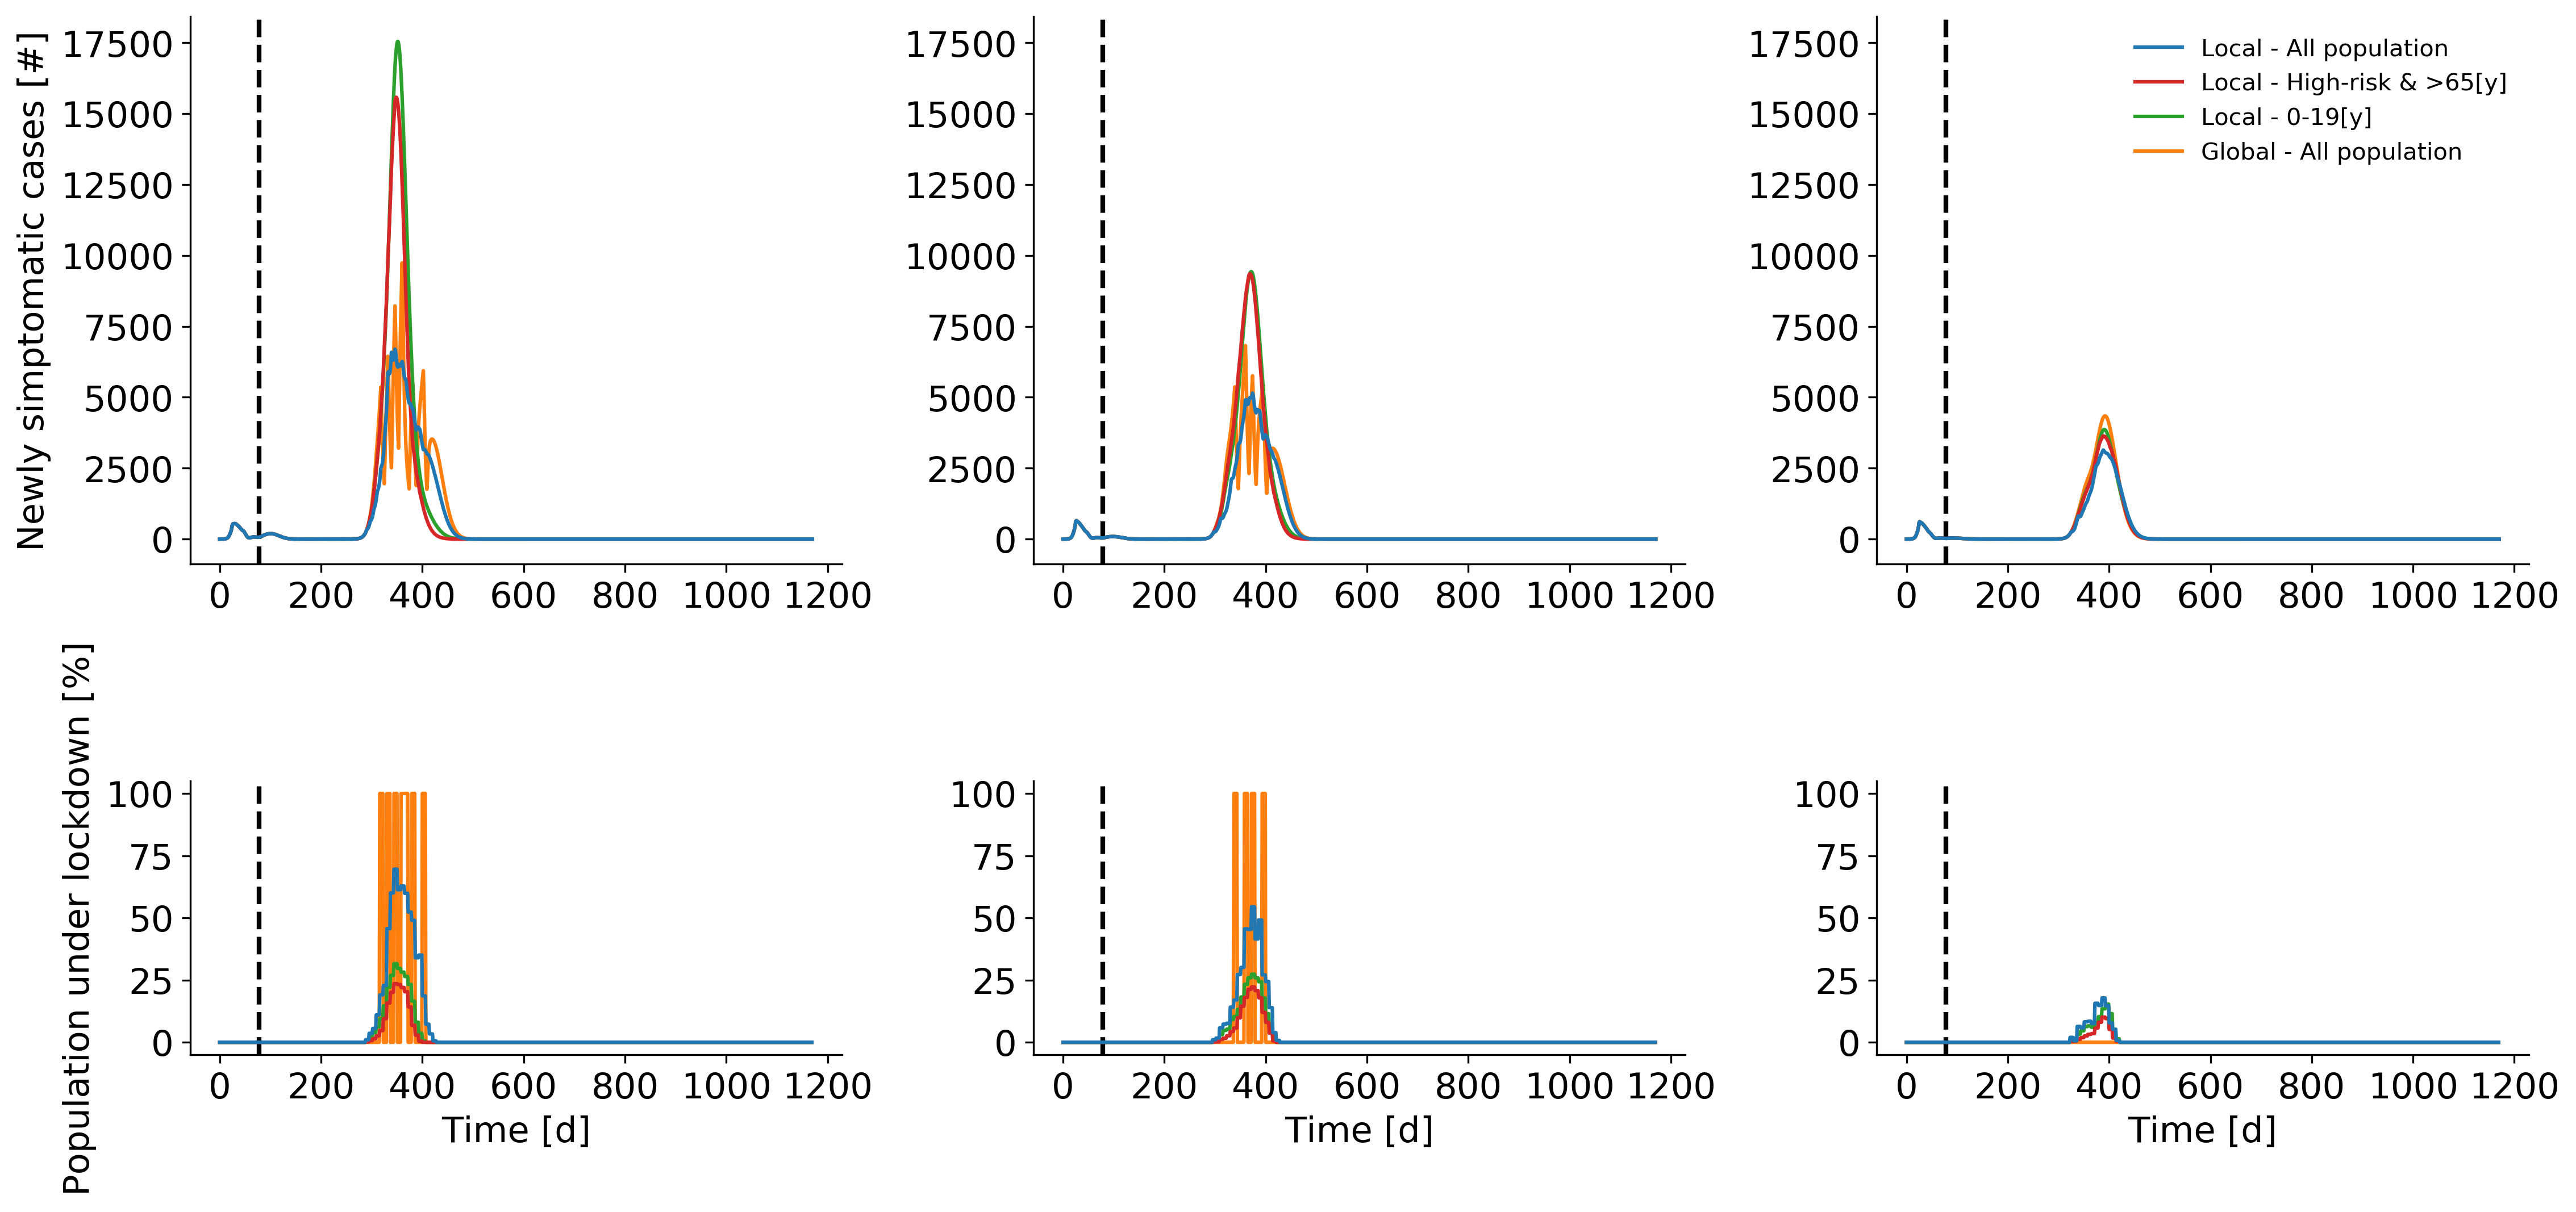 Newly simptomatic cases [#]
17500
15000
12500
10000
7500
5000
2500
0
0 200 400 600 800 1000 1200
17500
15000
12500
10000
7500
5000
2500
0
0 200 400 600 800 1000 1200
17500
15000
12500
10000
7500
5000
2500
0
0 200 400 600 800 1000 1200
Local - All population
Local - High-risk & >65[y]
Local - 0-19[y]
Global - All population
Population under lockdown [%]
100
75
50
25
0
0 200 400 600 800 1000 1200
Time [d]
100
75
50
25
0
0 200 400 600 800 1000 1200
Time [d]
100
75
50
25
0
0 200 400 600 800 1000 1200
Time [d]